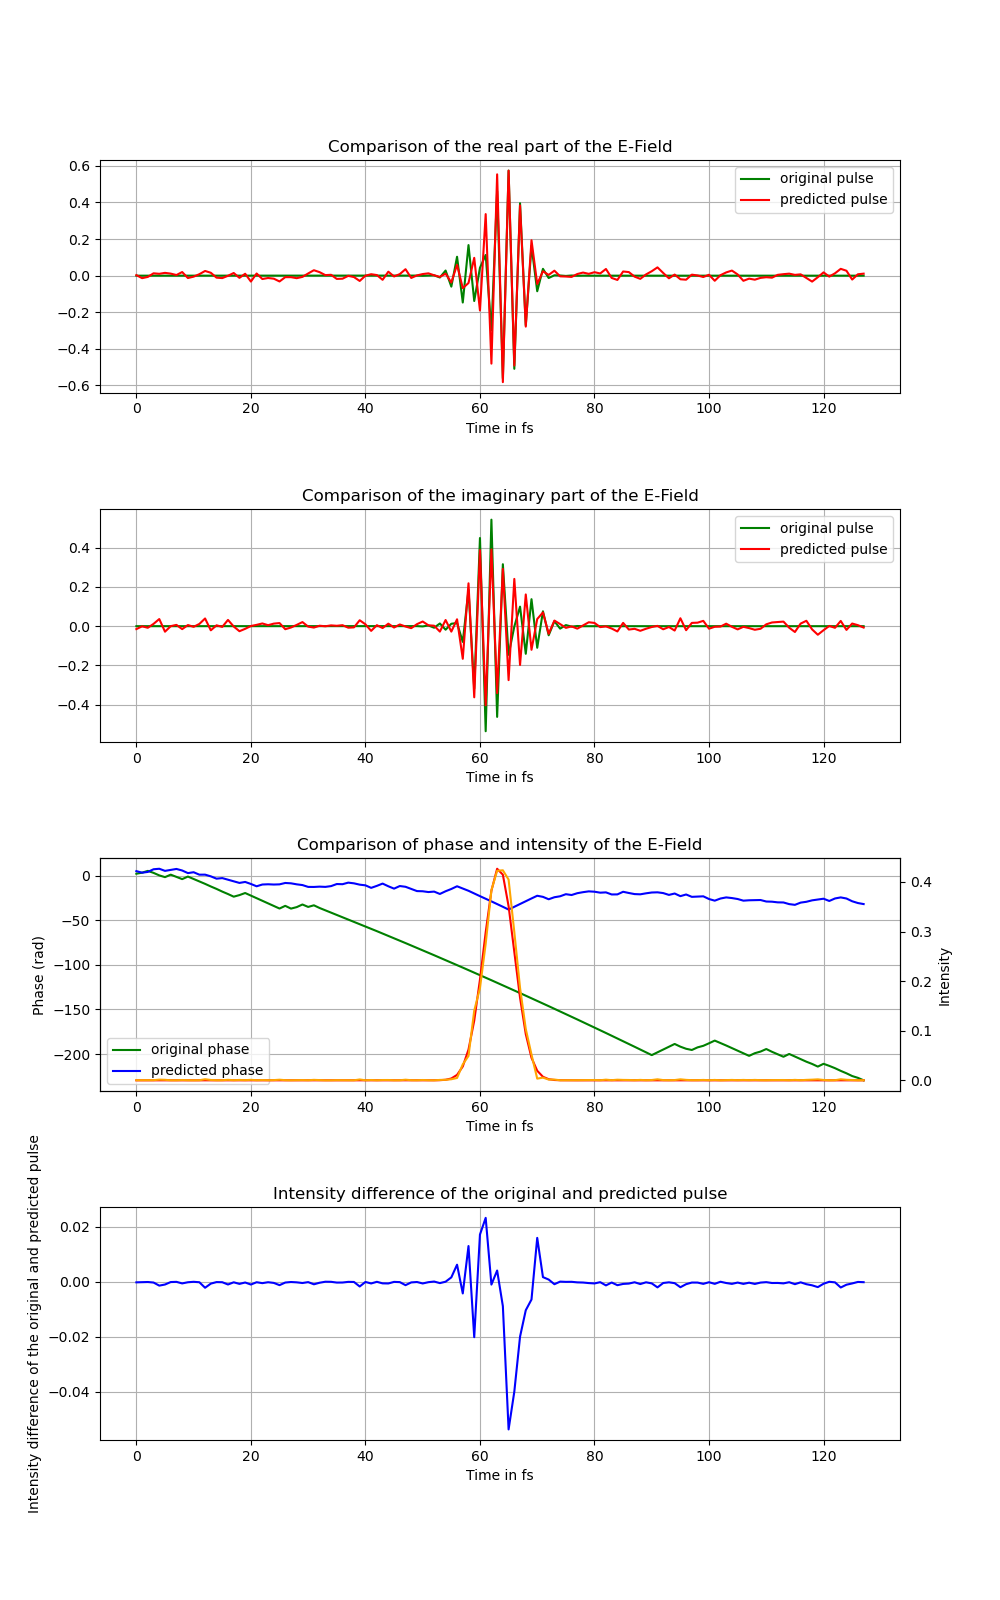 Comparison of the real part of the E-Field
0.6
0.4
0.2
0.0
−0.2
−0.4
−0.6
original pulse
predicted pulse
0 20 40 60 80 100 120
Time in fs
Comparison of the imaginary part of the E-Field
0.4
0.2
0.0
−0.2
−0.4
original pulse
predicted pulse
0 20 40 60 80 100 120
Time in fs
Comparison of phase and intensity of the E-Field
Phase (rad)
0
−50
−100
−150
−200
original phase
predicted phase
0.4
0.3
0.2
0.1
0.0
Intensity
0 20 40 60 80 100 120
Time in fs
Intensity difference of the original and predicted pulse
Intensity difference of the original and predicted pulse
0.02
0.00
−0.02
−0.04
0 20 40 60 80 100 120
Time in fs